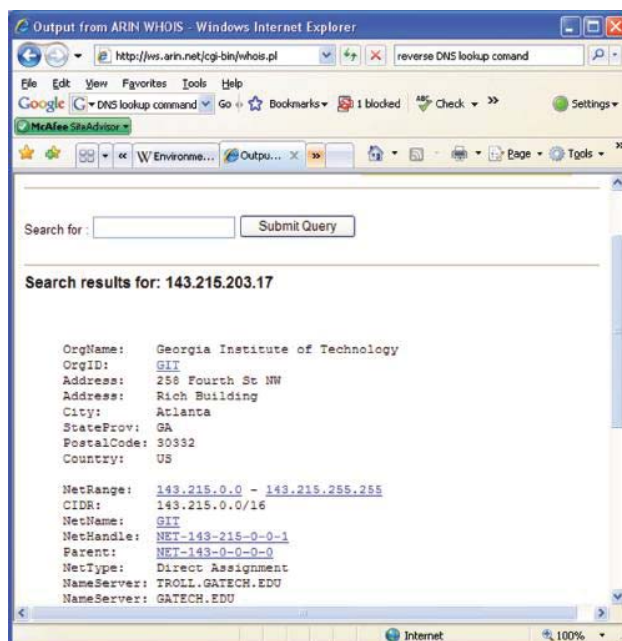 Output from ARIN WHOIS - Windows Internet Explorer
http://ws.arin.net/cgi-bin/whois.pl
reverse DNS lookup comand
File Edit View Favorites Tools Help
Google G DNS lookup command Go Bookmarks 1 blocked ABC Check » Settings
McAfee SiteAdvisor
« W Environme... Outpu... X » Page Tools »
Search for : Submit Query
Search results for: 143.215.203.17
OrgName: Georgia Institute of Technology
OrgID: GIT
Address: 258 Fourth St NW
Address: Rich Building
City: Atlanta
StateProv: GA
PostalCode: 30332
Country: US
NetRange: 143.215.0.0 - 143.215.255.255
CIDR: 143.215.0.0/16
NetName: GIT
NetHandle: NET-143-215-0-0-1
Parent: NET-143-0-0-0-0
NetType: Direct Assignment
NameServer: TROLL.GATECH.EDU
NameServer: GATECH.EDU
Internet 100%